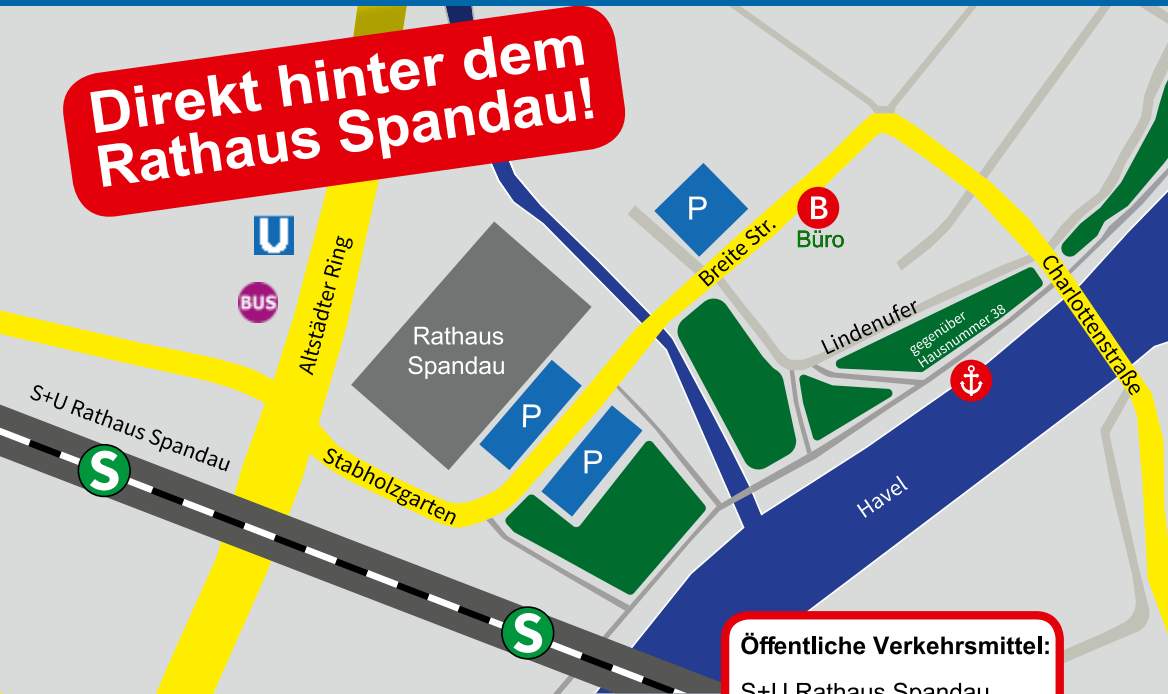 Direkt hinter dem
Rathaus Spandau!
U
BUS
Altstädter Ring
P
B
Büro
Breite Str.
Charlottenstraße
Rathaus
Spandau
Lindenufer
gegenüber
Hausnummer 38
P
P
S+U Rathaus Spandau
S
Stabholzgarten
Havel
S
Öffentliche Verkehrsmittel:
S+U Rathaus Spandau